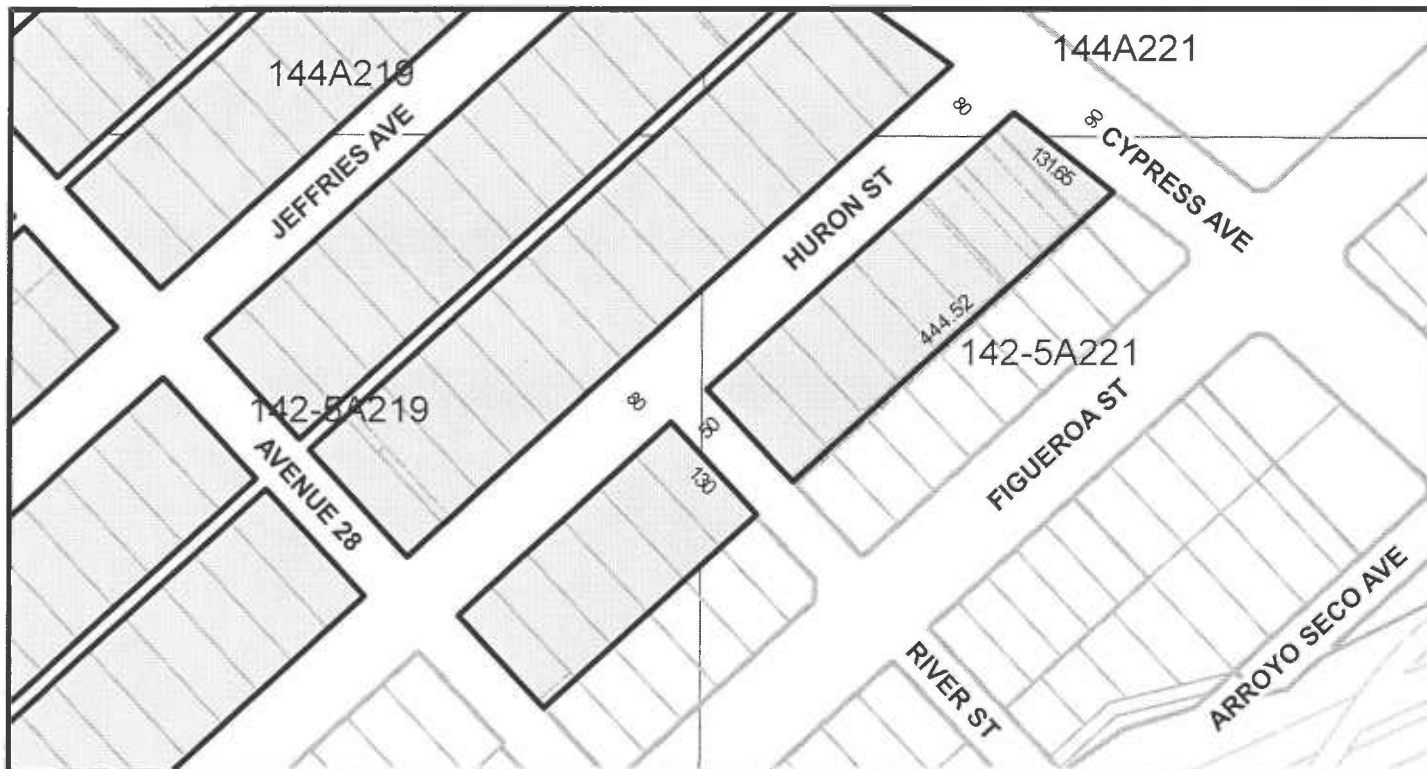 144A219
144A221
JEFFRIES AVE
80
90
CYPRESS AVE
131.65
HURON ST
444.52
142-5A221
142-5A219
80
50
AVENUE 28
130
FIGUEROA ST
RIVER ST
ARROYO SECO AVE